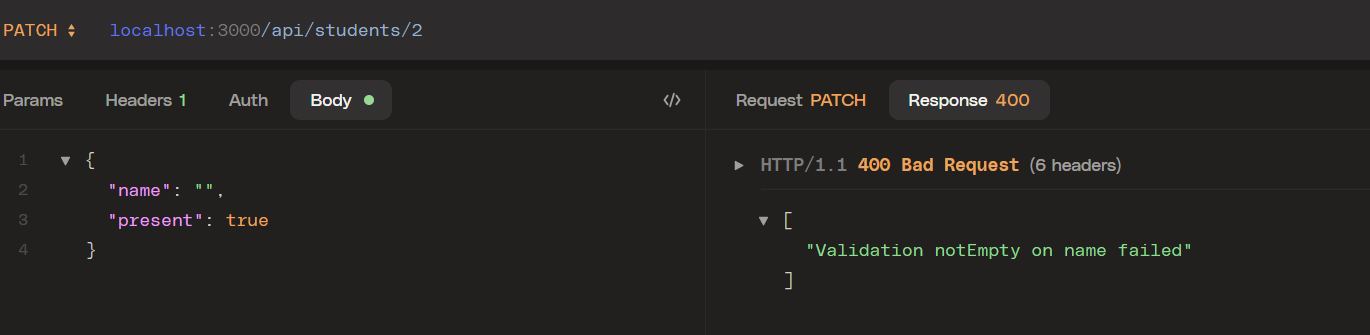 PATCH localhost:3000/api/students/2
Params Headers 1 Auth Body </> Request PATCH Response 400
1 {
2 "name": "",
3 "present": true
4 }
HTTP/1.1 400 Bad Request (6 headers)
[
"Validation notEmpty on name failed"
]